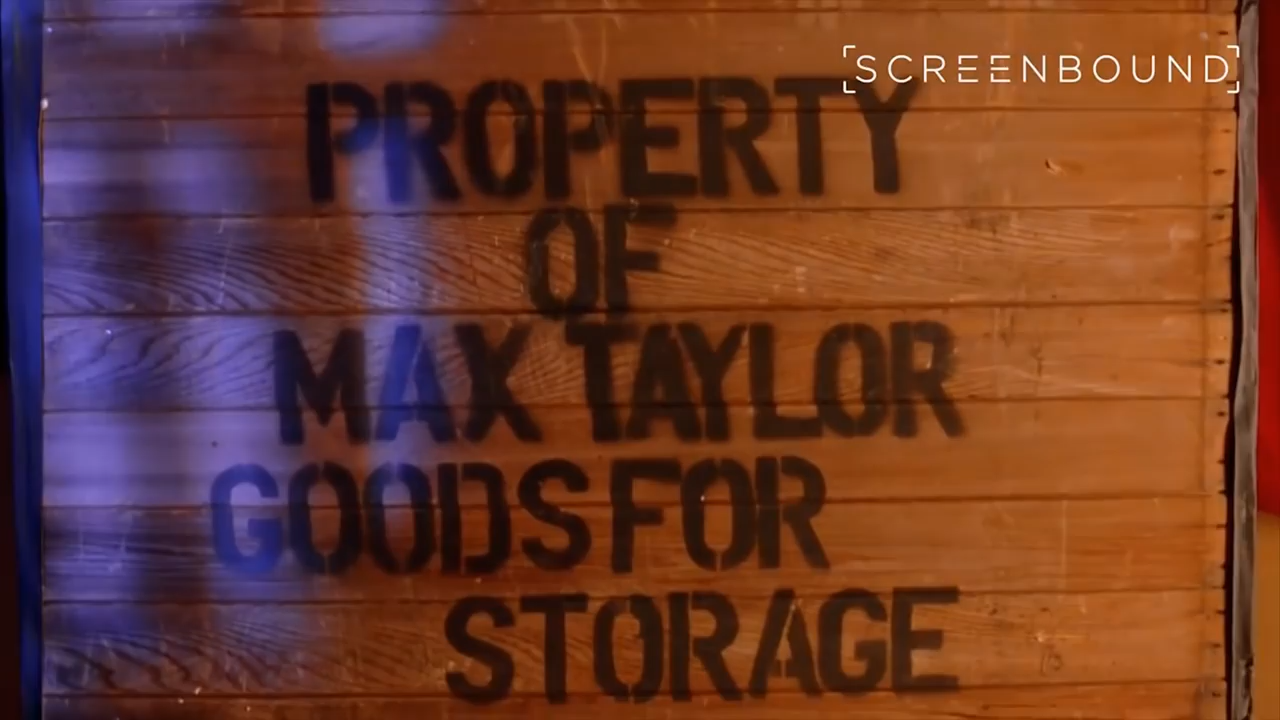 [SCREENBOUND]
PROPERTY
OF
MAX TAYLOR
GOODS FOR
STORAGE